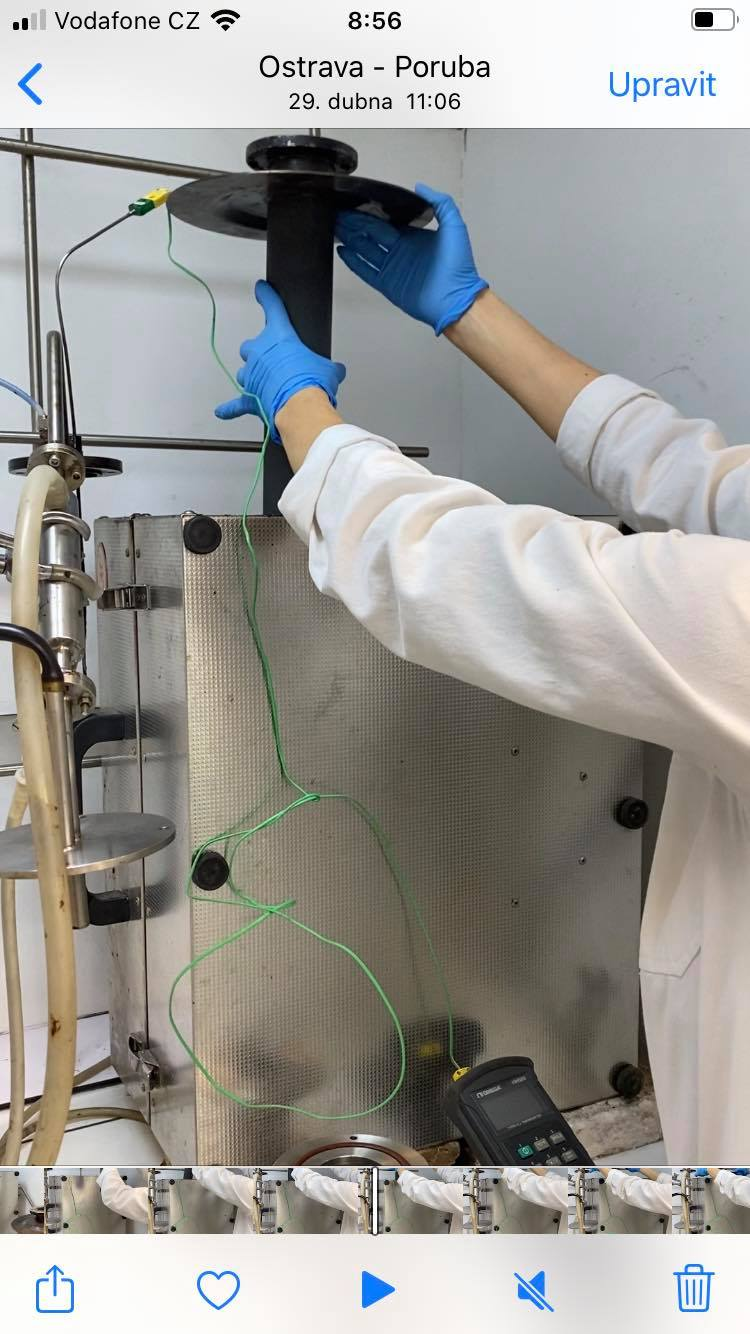 Vodafone CZ
8:56
Ostrava - Poruba
29. dubna 11:06
Upravit